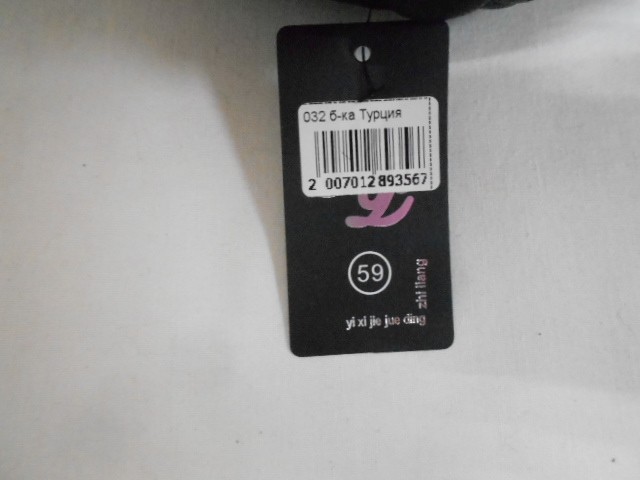 032 б-ка Турция
2 007012 893567
59
zhi liang
yi xi jie jue ding